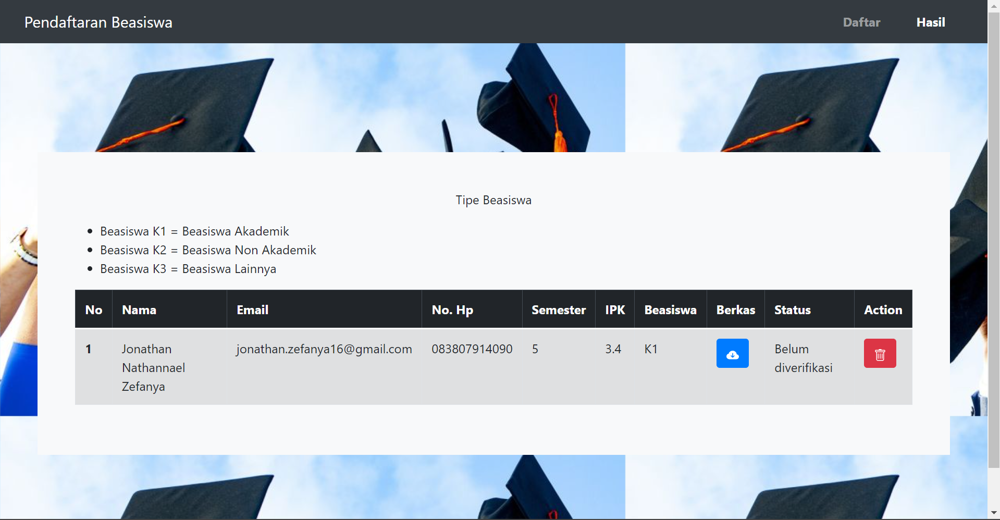 Pendaftaran Beasiswa
Daftar
Hasil
Tipe Beasiswa
Beasiswa K1 = Beasiswa Akademik
Beasiswa K2 = Beasiswa Non Akademik
Beasiswa K3 = Beasiswa Lainnya
No Nama Email No. Hp Semester IPK Beasiswa Berkas Status Action
1 Jonathan jonathan.zefanya16@gmail.com 083807914090 5 3.4 K1 Belum
Nathannael diverifikasi
Zefanya